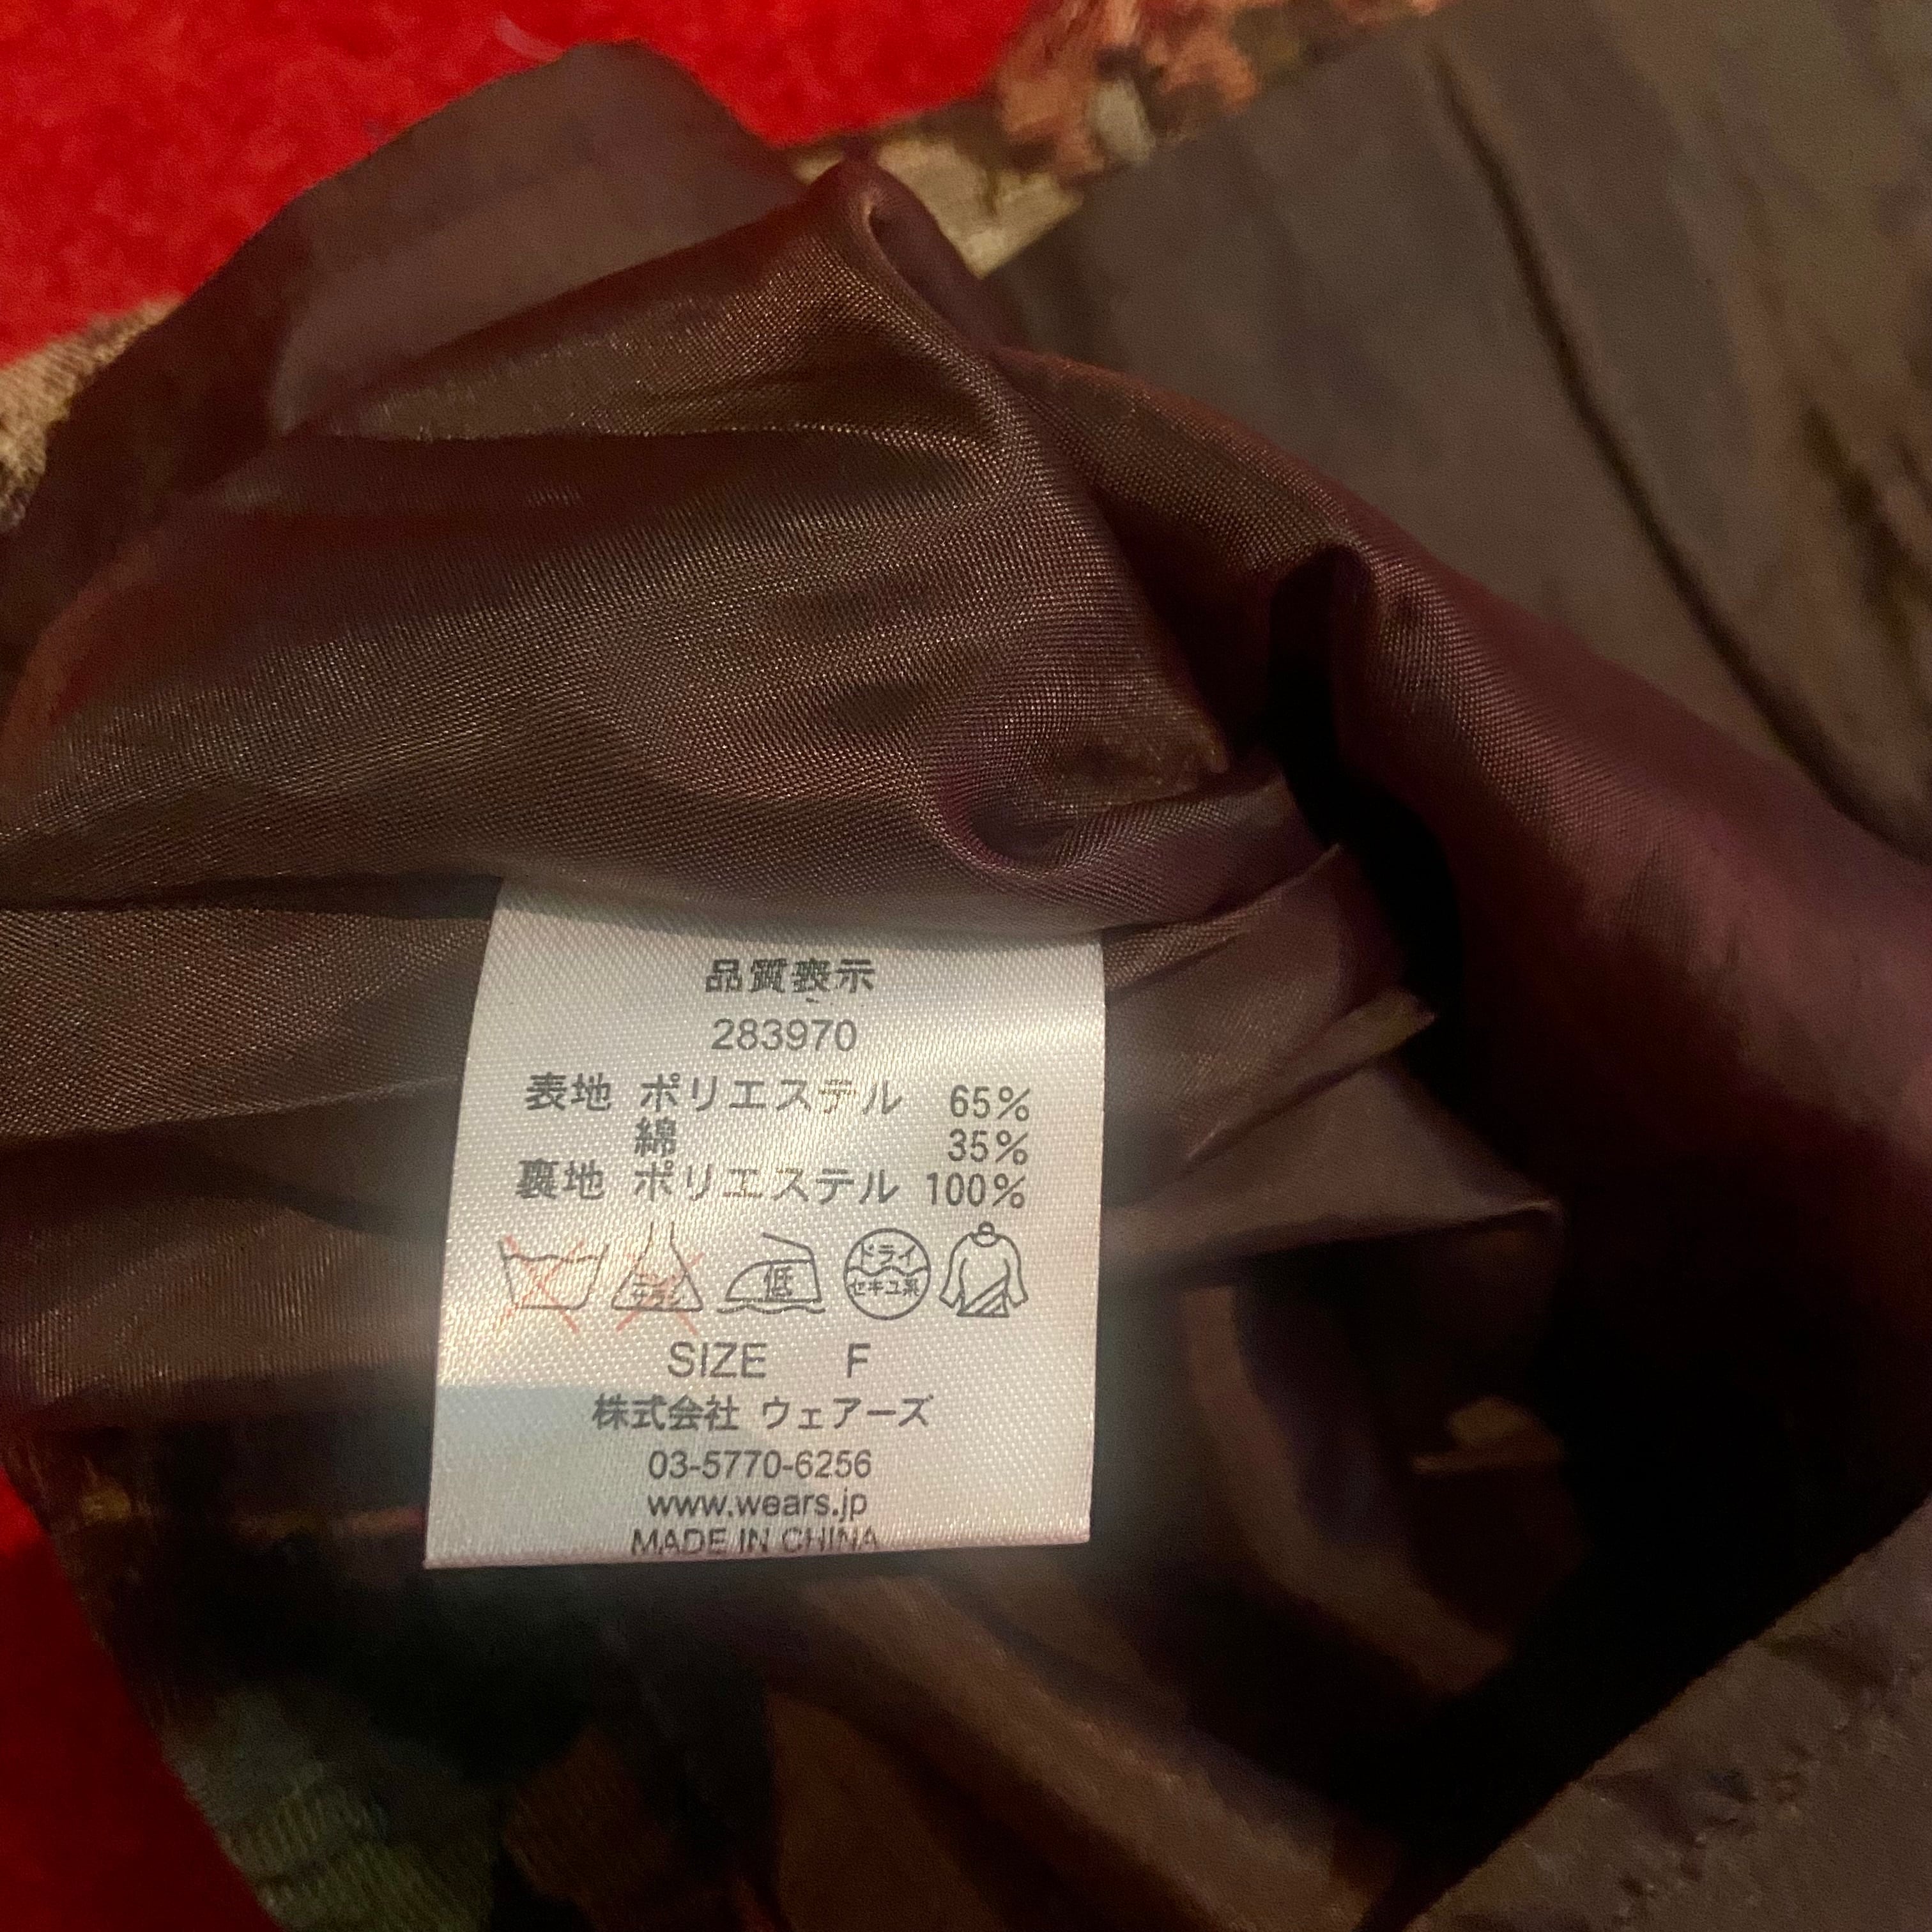 品質表示
283970
表地 ポリエステル 65%
綿 35%
裏地 ポリエステル 100%
低 ドライ
セキユ系
SIZE F
株式会社 ウェアーズ
03-5770-6256
www.wears.jp
MADE IN CHINA